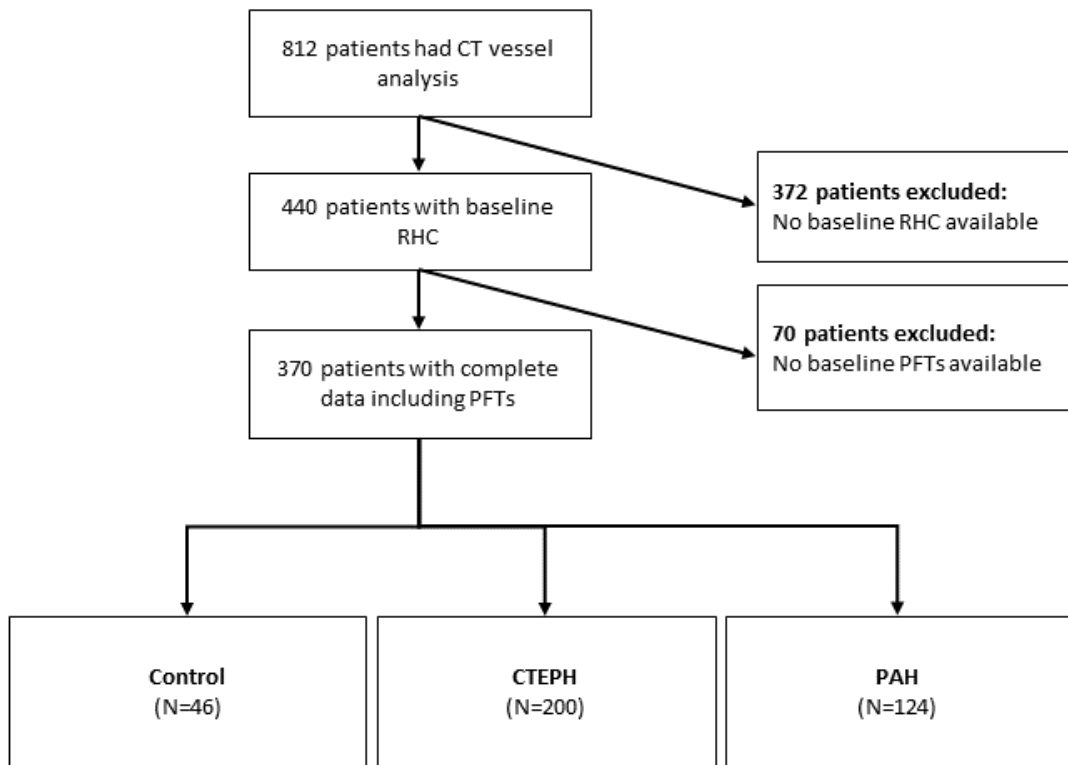 812 patients had CT vessel
analysis
372 patients excluded:
No baseline RHC available
440 patients with baseline
RHC
70 patients excluded:
No baseline PFTs available
370 patients with complete
data including PFTs
Control
(N=46)
CTEPH
(N=200)
PAH
(N=124)